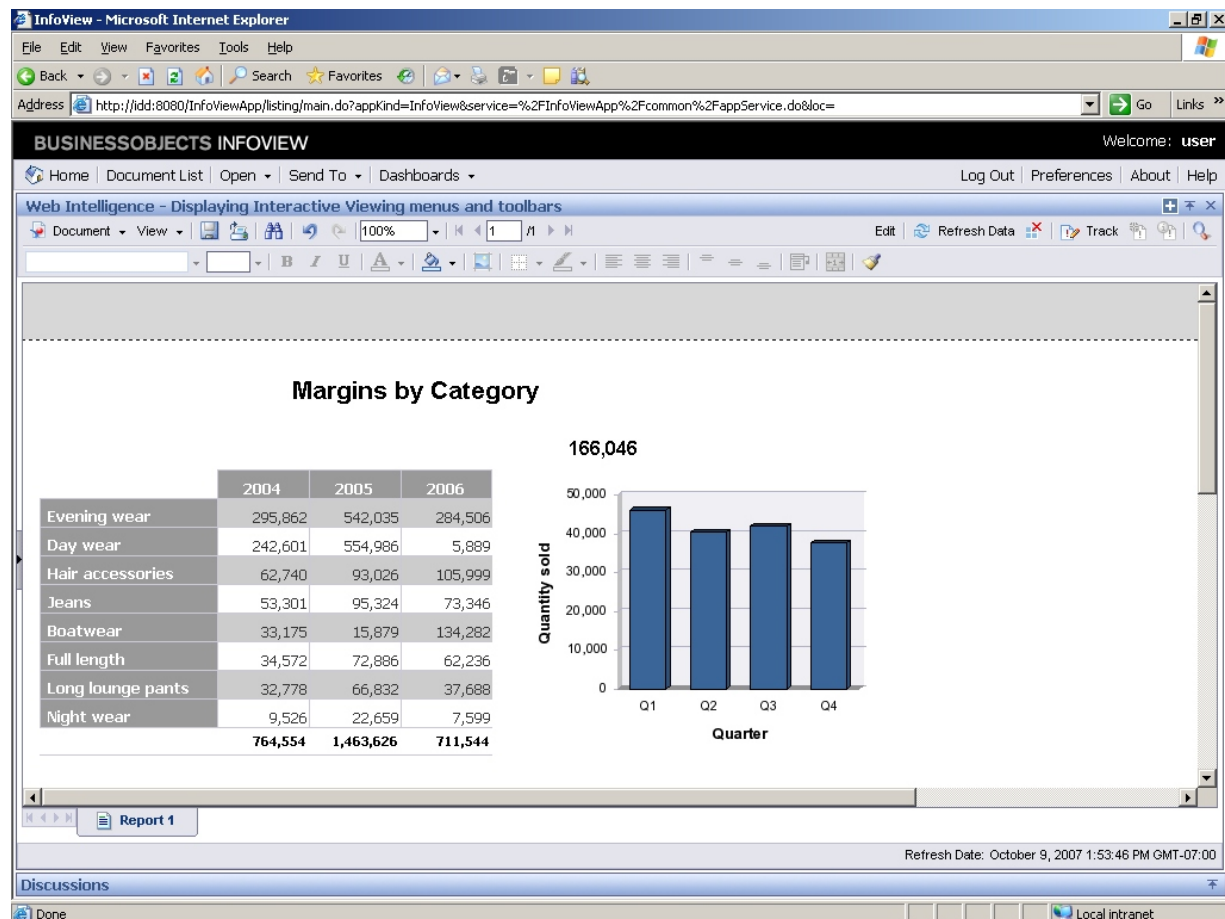 InfoView - Microsoft Internet Explorer
File Edit View Favorites Tools Help
Back Search Favorites
Address http://idd:8080/InfoViewApp/listing/main.do?appKind=InfoView&service=%2FInfoViewApp%2Fcommon%2FappService.do&loc= Go Links »
BUSINESSOBJECTS INFOVIEW Welcome: user
Home Document List Open Send To Dashboards Log Out Preferences About Help
Web Intelligence - Displaying Interactive Viewing menus and toolbars
Document View 100% 1 /1 Edit Refresh Data Track
B I U A
Margins by Category
166,046
2004 2005 2006
Evening wear 295,862 542,035 284,506
Day wear 242,601 554,986 5,889
Hair accessories 62,740 93,026 105,999
Jeans 53,301 95,324 73,346
Boatwear 33,175 15,879 134,282
Full length 34,572 72,886 62,236
Long lounge pants 32,778 66,832 37,688
Night wear 9,526 22,659 7,599
764,554 1,463,626 711,544
Quantity sold
50,000
40,000
30,000
20,000
10,000
0
Q1 Q2 Q3 Q4
Quarter
Report 1
Refresh Date: October 9, 2007 1:53:46 PM GMT-07:00
Discussions
Done Local intranet